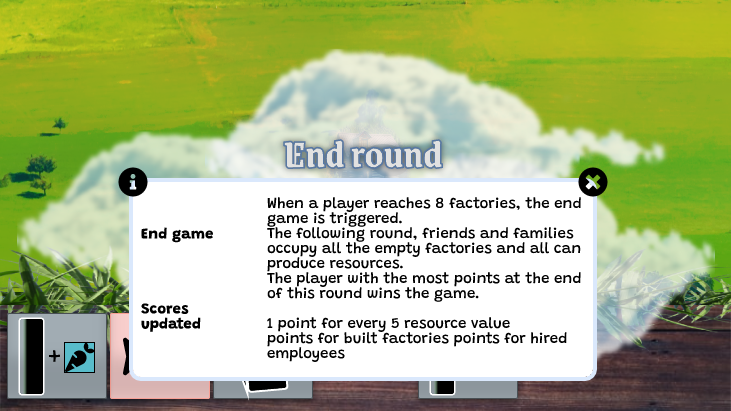 End round
When a player reaches 8 factories, the end
game is triggered.
End game
The following round, friends and families
occupy all the empty factories and all can
produce resources.
The player with the most points at the end
of this round wins the game.
Scores
updated
1 point for every 5 resource value
points for built factories points for hired
employees